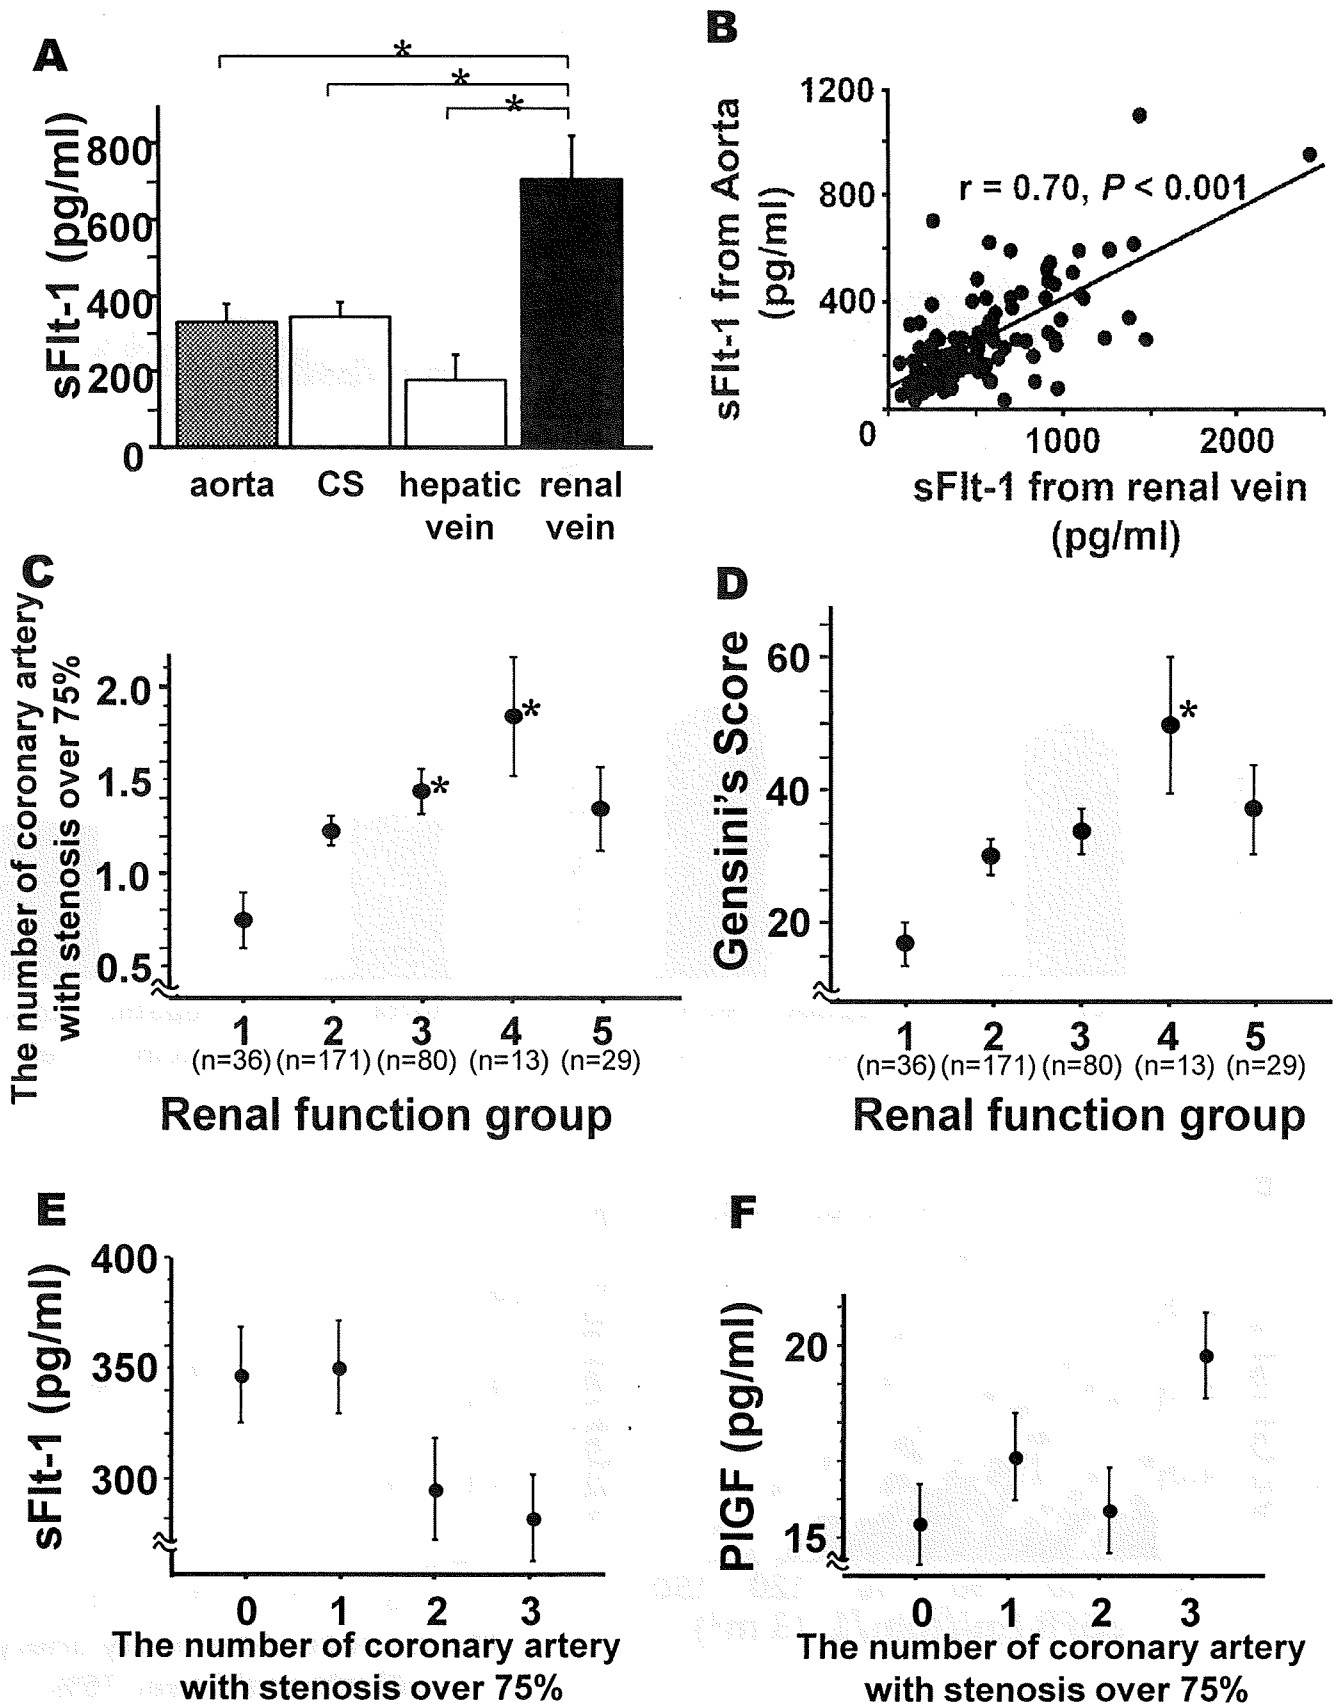 A
*
*
*
sFlt-1 (pg/ml)
800
600
400
200
0
aorta CS hepatic vein renal vein
B
sFlt-1 from Aorta
(pg/ml)
1200
800
400
r = 0.70, P < 0.001
0 1000 2000
sFlt-1 from renal vein
(pg/ml)
C
The number of coronary artery
with stenosis over 75%
2.0
1.5
1.0
0.5
*
*
1 2 3 4 5
(n=36) (n=171) (n=80) (n=13) (n=29)
Renal function group
D
Gensini's Score
60
40
20
*
1 2 3 4 5
(n=36) (n=171) (n=80) (n=13) (n=29)
Renal function group
E
sFlt-1 (pg/ml)
400
350
300
0 1 2 3
The number of coronary artery
with stenosis over 75%
F
PlGF (pg/ml)
20
15
0 1 2 3
The number of coronary artery
with stenosis over 75%